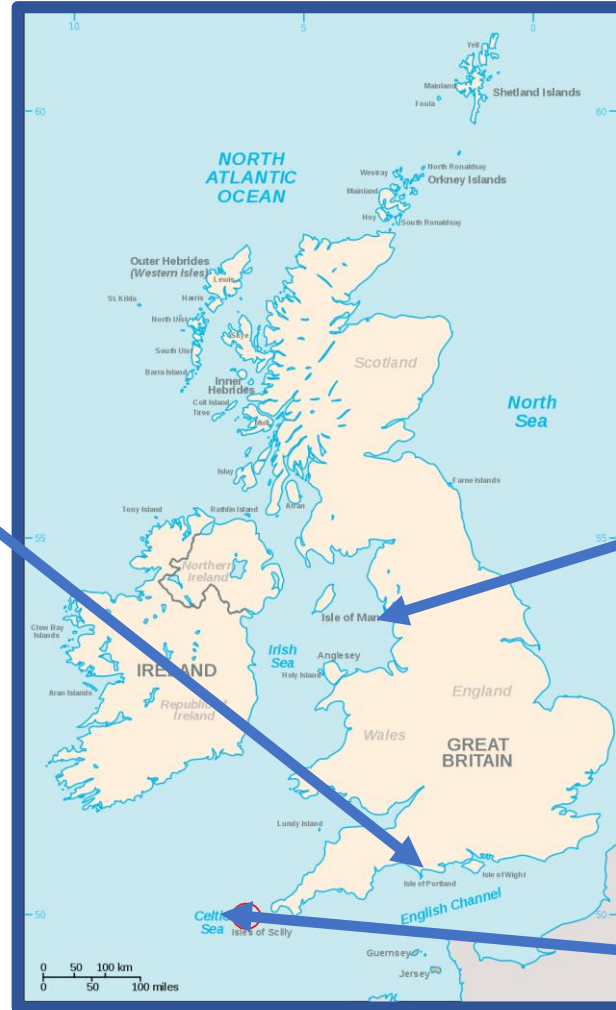 10
5
0
60
60
Yell
Mainland
Foula
Shetland Islands
NORTH
ATLANTIC
OCEAN
Westray
North Ronaldsay
Mainland
Orkney Islands
Hoy
South Ronaldsay
Outer Hebrides
(Western Isles)
Lewis
St. Kilda
Harris
North Uist
Skye
South Uist
Barra Island
Inner
Hebrides
Coll Island
Tiree
Mull
Scotland
North
Sea
Islay
Arran
Farne Islands
Tony Island
Rathlin Island
55
55
Northern
Ireland
Isle of Man
Clew Bay
Islands
Irish
Sea
Anglesey
Holy Island
IRELAND
Aran Islands
Republic of
Ireland
England
Wales
GREAT
BRITAIN
Lundy Island
Isle of Portland
Isle of Wight
English Channel
50
50
Celtic
Sea
Isles of Scilly
Guernsey
Jersey
0 50 100 km
0 50 100 miles